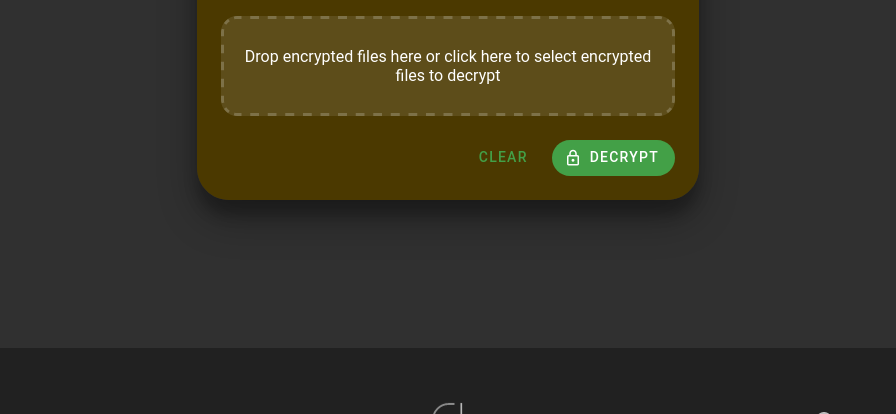 Drop encrypted files here or click here to select encrypted
files to decrypt
CLEAR
DECRYPT